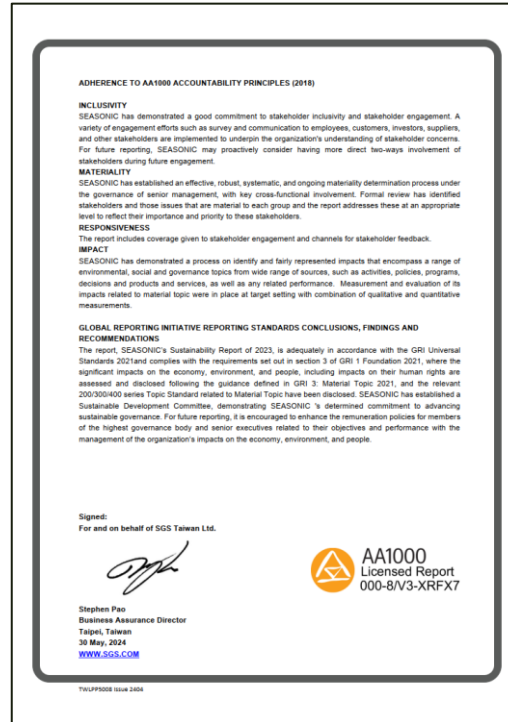 ADHERENCE TO AA1000 ACCOUNTABILITY PRINCIPLES (2018)
INCLUSIVITY
SEASONIC has demonstrated a good commitment to stakeholder inclusivity and stakeholder engagement. A
variety of engagement efforts such as survey and communication to employees, customers, investors, suppliers,
and other stakeholders are implemented to underpin the organization's understanding of stakeholder concerns.
For future reporting, SEASONIC may proactively consider having more direct two-ways involvement of
stakeholders during future engagement.
MATERIALITY
SEASONIC has established an effective, robust, systematic, and ongoing materiality determination process under
the governance of senior management, with key cross-functional involvement. Formal review has identified
stakeholders and those issues that are material to each group and the report addresses these at an appropriate
level to reflect their importance and priority to these stakeholders.
RESPONSIVENESS
The report includes coverage given to stakeholder engagement and channels for stakeholder feedback.
IMPACT
SEASONIC has demonstrated a process on identify and fairly represented impacts that encompass a range of
environmental, social and governance topics from wide range of sources, such as activities, policies, programs,
decisions and products and services, as well as any related performance. Measurement and evaluation of its
impacts related to material topic were in place at target setting with combination of qualitative and quantitative
measurements.
GLOBAL REPORTING INITIATIVE REPORTING STANDARDS CONCLUSIONS, FINDINGS AND
RECOMMENDATIONS
The report, SEASONIC's Sustainability Report of 2023, is adequately in accordance with the GRI Universal
Standards 2021and complies with the requirements set out in section 3 of GRI 1 Foundation 2021, where the
significant impacts on the economy, environment, and people, including impacts on their human rights are
assessed and disclosed following the guidance defined in GRI 3: Material Topic 2021, and the relevant
200/300/400 series Topic Standard related to Material Topic have been disclosed. SEASONIC has established a
Sustainable Development Committee, demonstrating SEASONIC 's determined commitment to advancing
sustainable governance. For future reporting, it is encouraged to enhance the remuneration policies for members
of the highest governance body and senior executives related to their objectives and performance with the
management of the organization's impacts on the economy, environment, and people.
Signed:
For and on behalf of SGS Taiwan Ltd.
AA1000
Licensed Report
000-8/V3-XRFX7
Stephen Pao
Business Assurance Director
Taipei, Taiwan
30 May, 2024
WWW.SGS.COM
TWLPP5008 Issue 2404